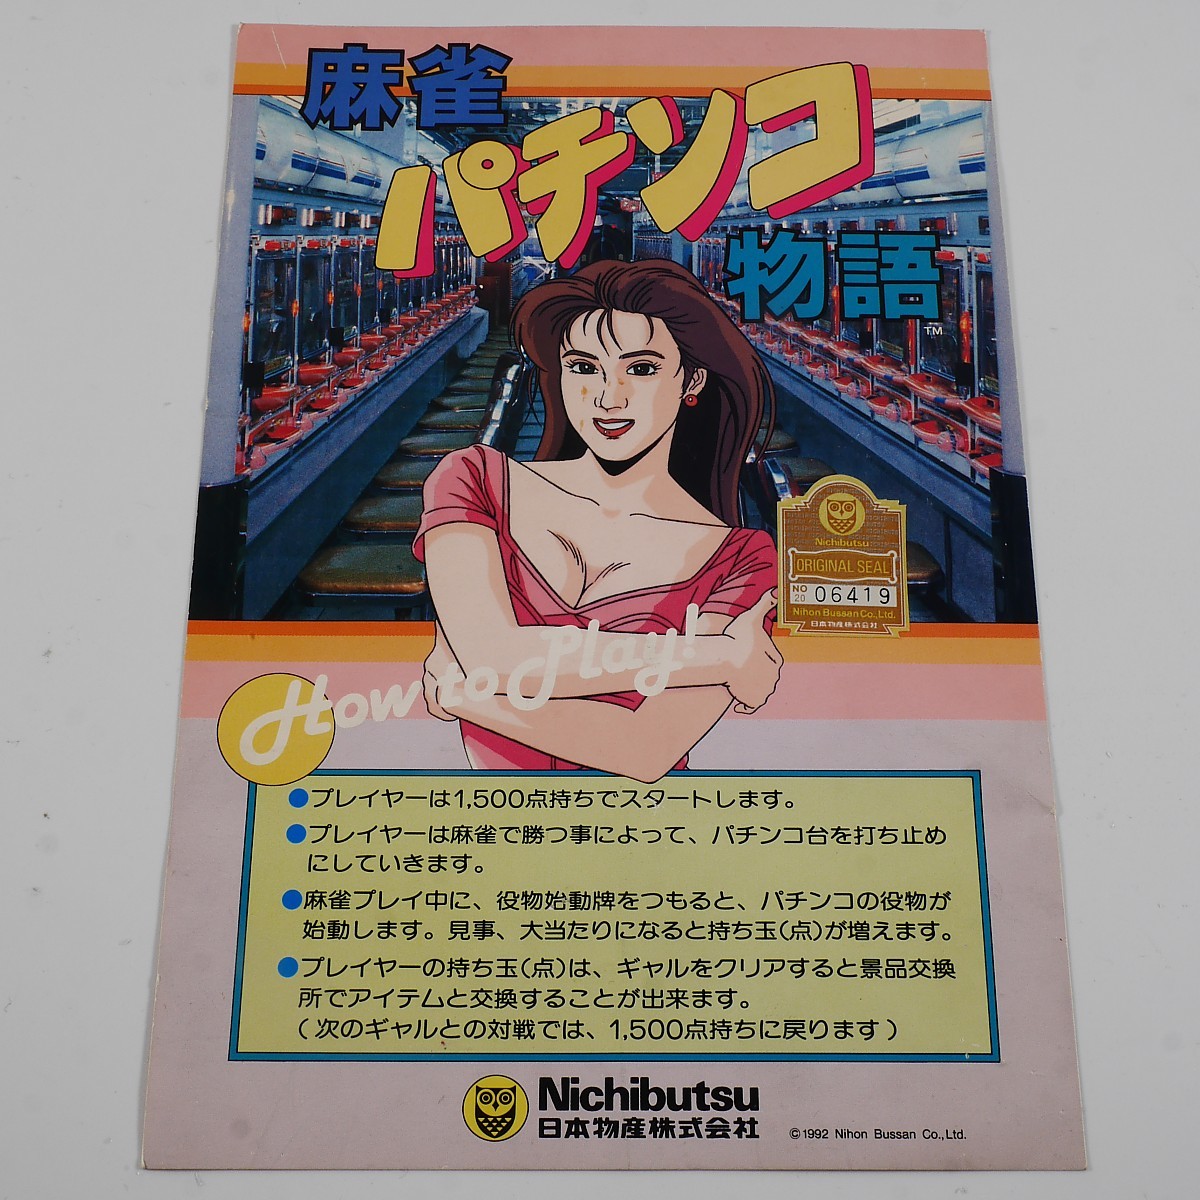 麻雀
パチンコ
物語
TM
Nichibutsu
ORIGINAL SEAL
NO 20 06419
Nihon Bussan Co., Ltd.
日本物産株式会社
How to Play!
●プレイヤーは1,500点持ちでスタートします。
●プレイヤーは麻雀で勝つ事によって、パチンコ台を打ち止め
にしていきます。
●麻雀プレイ中に、役物始動牌をつもると、パチンコの役物が
始動します。見事、大当たりになると持ち玉(点)が増えます。
●プレイヤーの持ち玉(点)は、ギャルをクリアすると景品交換
所でアイテムと交換することが出来ます。
(次のギャルとの対戦では、1,500点持ちに戻ります)
Nichibutsu
日本物産株式会社
©1992 Nihon Bussan Co., Ltd.